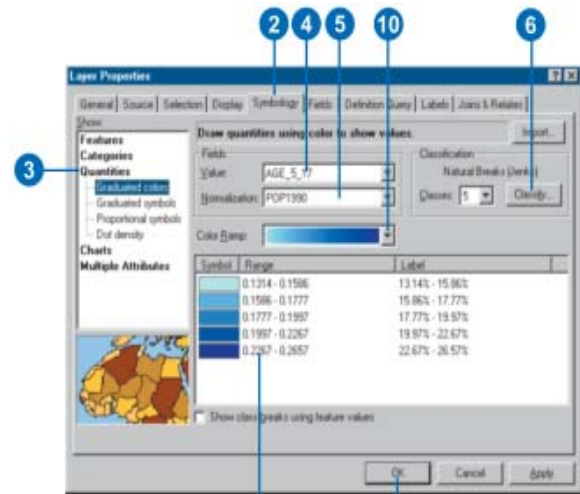 2 4 5 10 6
Layer Properties
General Source Selection Display Symbology Fields Definition Query Labels Joins & Relates
Show:
Features
Categories
3
Quantities
Graduated colors
Graduated symbols
Proportional symbols
Dot density
Charts
Multiple Attributes
Draw quantities using color to show values.
Import...
Fields
Value: AGE_5_17
Normalization: POP1990
Classification
Natural Breaks (Jenks)
Classes: 5 Classify...
Color Ramp:
Symbol Range Label
0.1314 - 0.1586 13.14% - 15.86%
0.1586 - 0.1777 15.86% - 17.77%
0.1777 - 0.1997 17.77% - 19.97%
0.1997 - 0.2267 19.97% - 22.67%
0.2267 - 0.2657 22.67% - 26.57%
Show class breaks using feature values
OK Cancel Apply